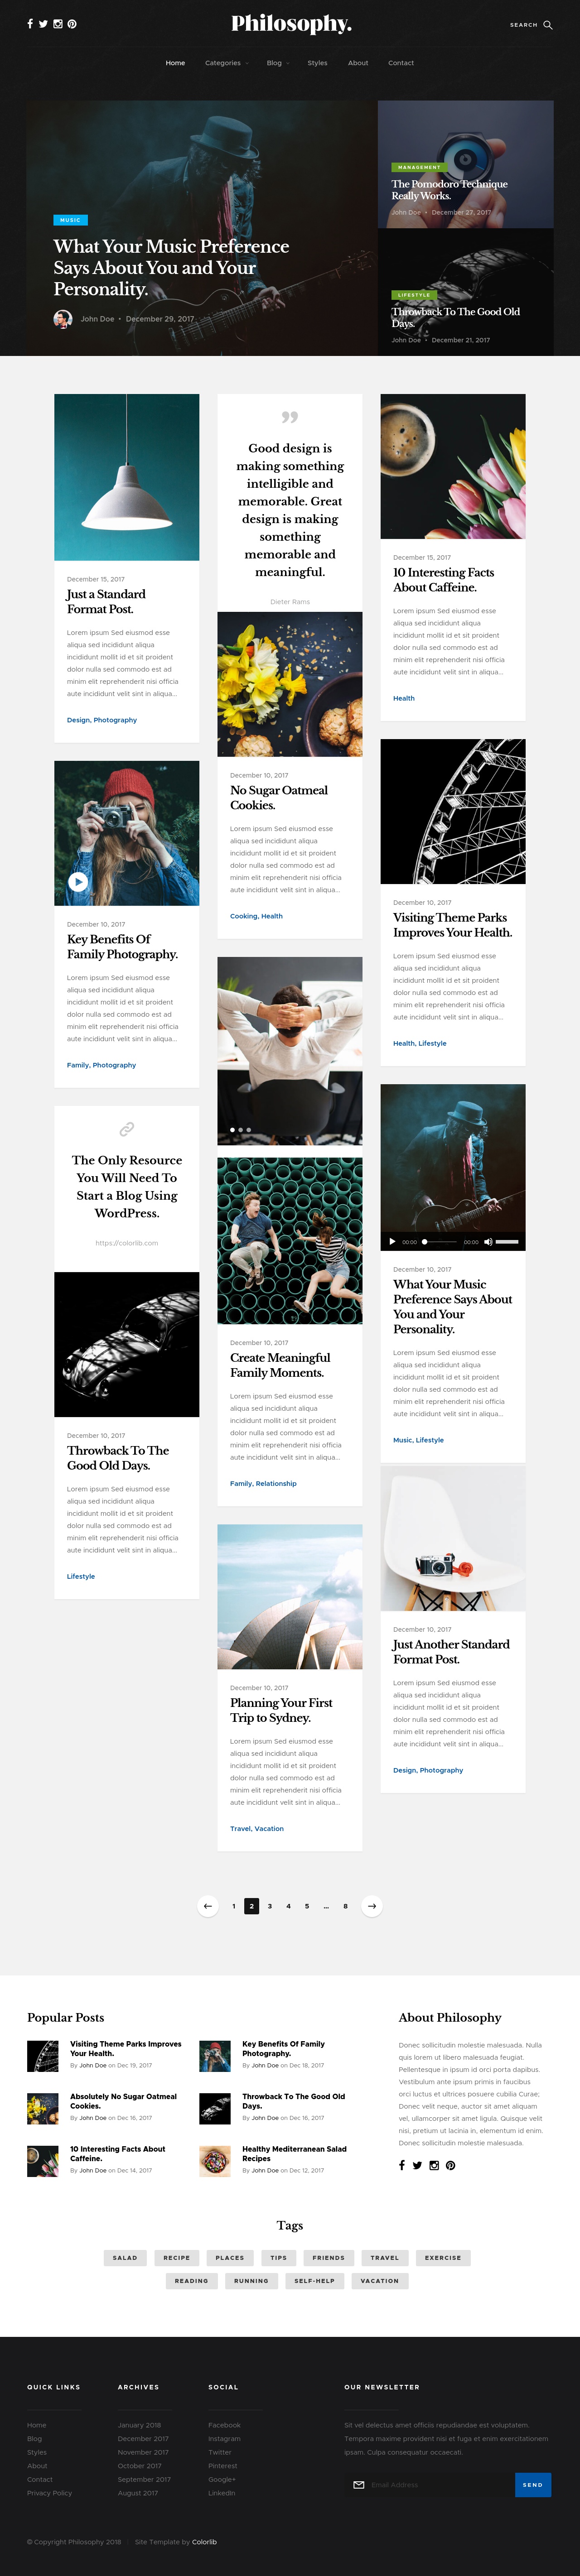 Philosophy.
SEARCH
Home Categories Blog Styles About Contact
MUSIC
What Your Music Preference
Says About You and Your
Personality.
John Doe • December 29, 2017
MANAGEMENT
The Pomodoro Technique
Really Works.
John Doe • December 27, 2017
LIFESTYLE
Throwback To The Good Old
Days.
John Doe • December 21, 2017
December 15, 2017
Just a Standard
Format Post.
Lorem ipsum Sed eiusmod esse
aliqua sed incididunt aliqua
incididunt mollit id et sit proident
dolor nulla sed commodo est ad
minim elit reprehenderit nisi officia
aute incididunt velit sint in aliqua...
Design, Photography
December 10, 2017
Key Benefits Of
Family Photography.
Lorem ipsum Sed eiusmod esse
aliqua sed incididunt aliqua
incididunt mollit id et sit proident
dolor nulla sed commodo est ad
minim elit reprehenderit nisi officia
aute incididunt velit sint in aliqua...
Family, Photography
The Only Resource
You Will Need To
Start a Blog Using
WordPress.
https://colorlib.com
December 10, 2017
Throwback To The
Good Old Days.
Lorem ipsum Sed eiusmod esse
aliqua sed incididunt aliqua
incididunt mollit id et sit proident
dolor nulla sed commodo est ad
minim elit reprehenderit nisi officia
aute incididunt velit sint in aliqua...
Lifestyle
Good design is
making something
intelligible and
memorable. Great
design is making
something
memorable and
meaningful.
Dieter Rams
December 10, 2017
No Sugar Oatmeal
Cookies.
Lorem ipsum Sed eiusmod esse
aliqua sed incididunt aliqua
incididunt mollit id et sit proident
dolor nulla sed commodo est ad
minim elit reprehenderit nisi officia
aute incididunt velit sint in aliqua...
Cooking, Health
December 10, 2017
Create Meaningful
Family Moments.
Lorem ipsum Sed eiusmod esse
aliqua sed incididunt aliqua
incididunt mollit id et sit proident
dolor nulla sed commodo est ad
minim elit reprehenderit nisi officia
aute incididunt velit sint in aliqua...
Family, Relationship
December 10, 2017
Planning Your First
Trip to Sydney.
Lorem ipsum Sed eiusmod esse
aliqua sed incididunt aliqua
incididunt mollit id et sit proident
dolor nulla sed commodo est ad
minim elit reprehenderit nisi officia
aute incididunt velit sint in aliqua...
Travel, Vacation
December 15, 2017
10 Interesting Facts
About Caffeine.
Lorem ipsum Sed eiusmod esse
aliqua sed incididunt aliqua
incididunt mollit id et sit proident
dolor nulla sed commodo est ad
minim elit reprehenderit nisi officia
aute incididunt velit sint in aliqua...
Health
December 10, 2017
Visiting Theme Parks
Improves Your Health.
Lorem ipsum Sed eiusmod esse
aliqua sed incididunt aliqua
incididunt mollit id et sit proident
dolor nulla sed commodo est ad
minim elit reprehenderit nisi officia
aute incididunt velit sint in aliqua...
Health, Lifestyle
00:00 00:00
December 10, 2017
What Your Music
Preference Says About
You and Your
Personality.
Lorem ipsum Sed eiusmod esse
aliqua sed incididunt aliqua
incididunt mollit id et sit proident
dolor nulla sed commodo est ad
minim elit reprehenderit nisi officia
aute incididunt velit sint in aliqua...
Music, Lifestyle
December 10, 2017
Just Another Standard
Format Post.
Lorem ipsum Sed eiusmod esse
aliqua sed incididunt aliqua
incididunt mollit id et sit proident
dolor nulla sed commodo est ad
minim elit reprehenderit nisi officia
aute incididunt velit sint in aliqua...
Design, Photography
1 2 3 4 5 ... 8
Popular Posts
Visiting Theme Parks Improves
Your Health.
By John Doe on Dec 19, 2017
Key Benefits Of Family
Photography.
By John Doe on Dec 18, 2017
Absolutely No Sugar Oatmeal
Cookies.
By John Doe on Dec 16, 2017
Throwback To The Good Old
Days.
By John Doe on Dec 16, 2017
10 Interesting Facts About
Caffeine.
By John Doe on Dec 14, 2017
Healthy Mediterranean Salad
Recipes
By John Doe on Dec 12, 2017
About Philosophy
Donec sollicitudin molestie malesuada. Nulla
quis lorem ut libero malesuada feugiat.
Pellentesque in ipsum id orci porta dapibus.
Vestibulum ante ipsum primis in faucibus
orci luctus et ultrices posuere cubilia Curae;
Donec velit neque, auctor sit amet aliquam
vel, ullamcorper sit amet ligula. Quisque velit
nisi, pretium ut lacinia in, elementum id enim.
Donec sollicitudin molestie malesuada.
Tags
SALAD RECIPE PLACES TIPS FRIENDS TRAVEL EXERCISE
READING RUNNING SELF-HELP VACATION
QUICK LINKS
Home
Blog
Styles
About
Contact
Privacy Policy
ARCHIVES
January 2018
December 2017
November 2017
October 2017
September 2017
August 2017
SOCIAL
Facebook
Instagram
Twitter
Pinterest
Google+
LinkedIn
OUR NEWSLETTER
Sit vel delectus amet officiis repudiandae est voluptatem.
Tempora maxime provident nisi et fuga et enim exercitationem
ipsam. Culpa consequatur occaecati.
Email Address
SEND
© Copyright Philosophy 2018 Site Template by Colorlib